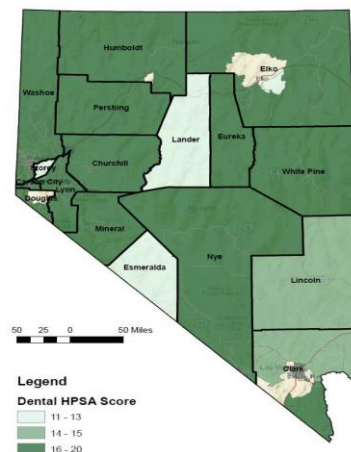 Humboldt
Elko
Washoe
Pershing
Lander
Eureka
Storey
Churchill
White Pine
Carson City
Lyon
Douglas
Mineral
Nye
Esmeralda
Lincoln
Clark
50 25 0 50 Miles
Legend
Dental HPSA Score
11 - 13
14 - 15
16 - 20